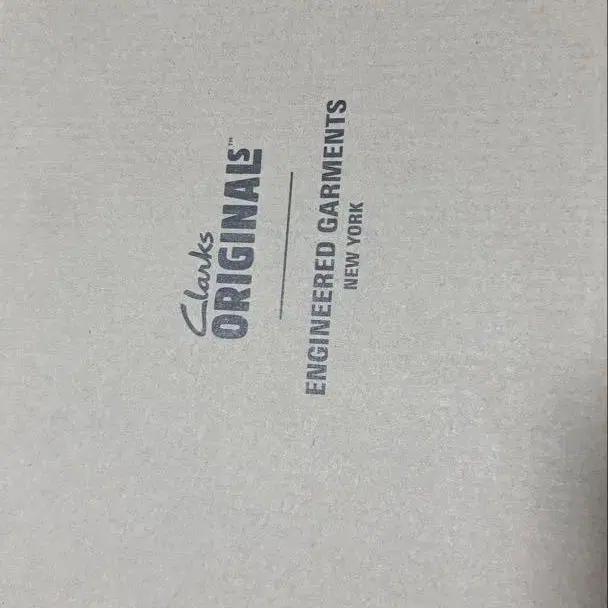 Clarks
ORIGINALS™
ENGINEERED GARMENTS
NEW YORK